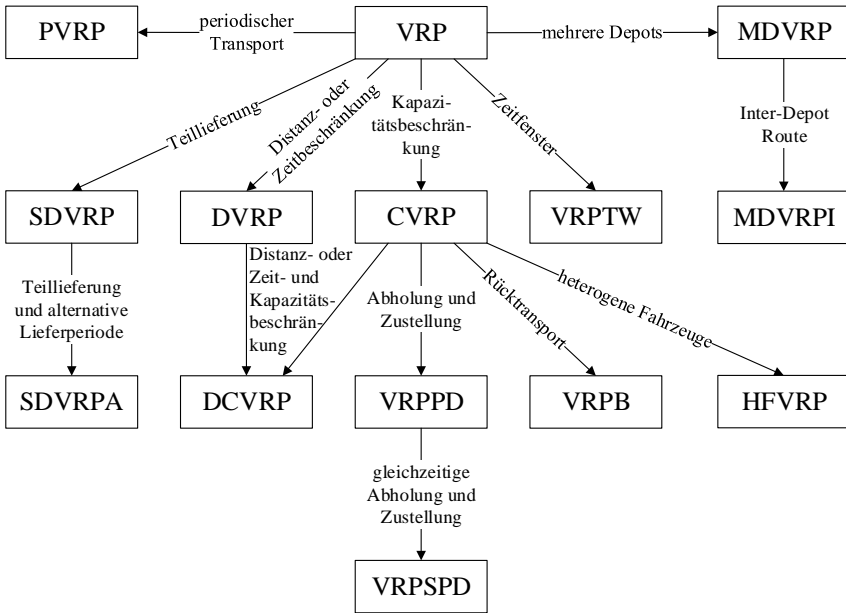 PVRP
periodischer
Transport
VRP
mehrere Depots
MDVRP
Teillieferung
Distanz- oder
Zeitbeschränkung
Kapazi-
tätsbeschrän-
kung
Zeitfenster
Inter-Depot
Route
SDVRP
DVRP
CVRP
VRPTW
MDVRPI
Teillieferung
und alternative
Lieferperiode
Distanz- oder
Zeit- und
Kapazitäts-
beschrän-
kung
Abholung und
Zustellung
Rücktransport
heterogene Fahrzeuge
SDVRPA
DCVRP
VRPPD
VRPB
HFVRP
gleichzeitige
Abholung und
Zustellung
VRPSPD